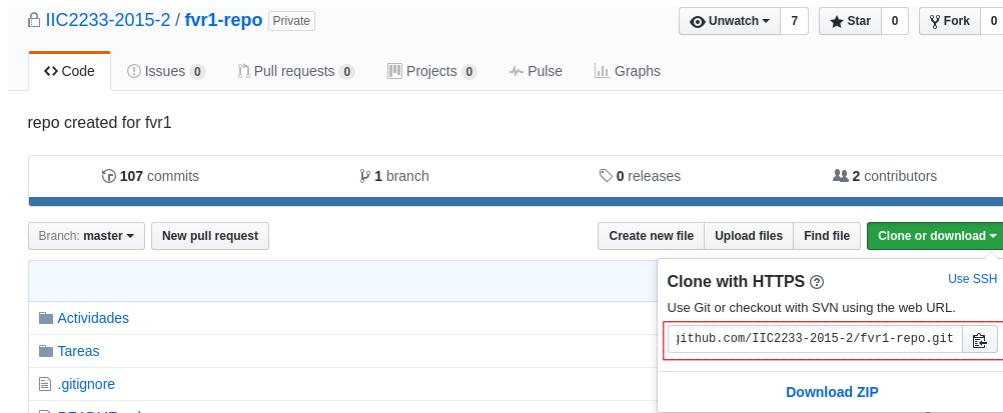 IIC2233-2015-2 / fvr1-repo Private
Unwatch 7 Star 0 Fork 0
Code Issues 0 Pull requests 0 Projects 0 Pulse Graphs
repo created for fvr1
107 commits 1 branch 0 releases 2 contributors
Branch: master New pull request Create new file Upload files Find file Clone or download
Clone with HTTPS ? Use SSH
Use Git or checkout with SVN using the web URL.
Actividades
github.com/IIC2233-2015-2/fvr1-repo.git
Tareas
.gitignore
Download ZIP